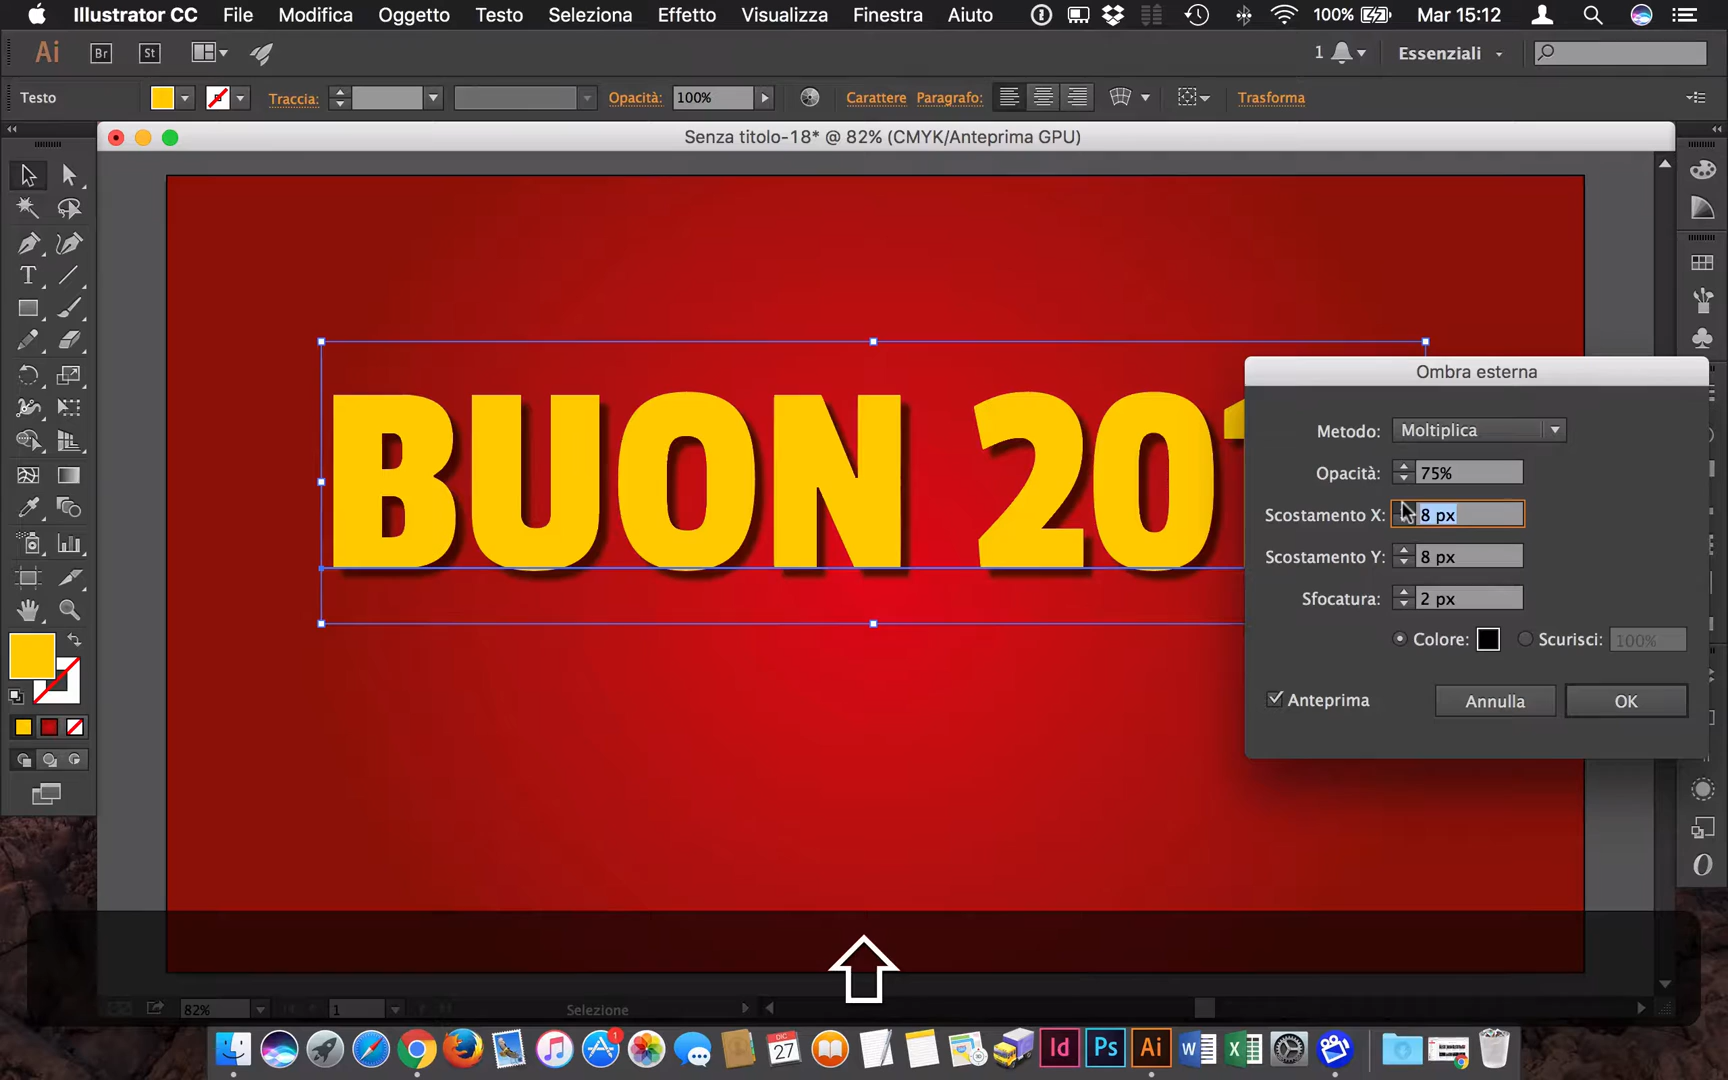 Illustrator CC File Modifica Oggetto Testo Seleziona Effetto Visualizza Finestra Aiuto 100% Mar 15:12
Ai Br St 1 Essenziali
Testo Traccia: Opacità: 100% Carattere Paragrafo: Trasforma
Senza titolo-18* @ 82% (CMYK/Anteprima GPU)
BUON 201
Ombra esterna
Metodo: Moltiplica
Opacità: 75%
Scostamento X: 8 px
Scostamento Y: 8 px
Sfocatura: 2 px
Colore: Scurisci: 100%
Anteprima Annulla OK
82% 1 Selezione
1 DIC 27 Id Ps Ai W X